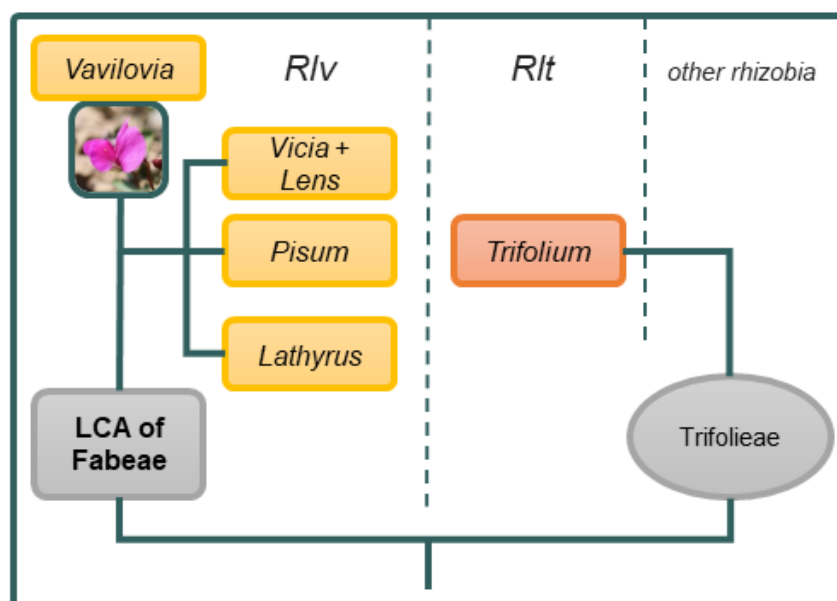 Vavilovia
Rlv
Rlt
other rhizobia
Vicia +
Lens
Pisum
Trifolium
Lathyrus
LCA of
Fabeae
Trifolieae